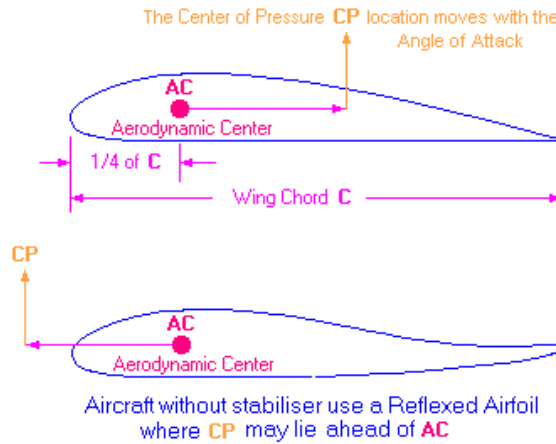 The Center of Pressure CP location moves with the
Angle of Attack
AC
Aerodynamic Center
1/4 of C
Wing Chord C
CP
AC
Aerodynamic Center
Aircraft without stabiliser use a Reflexed Airfoil
where CP may lie ahead of AC